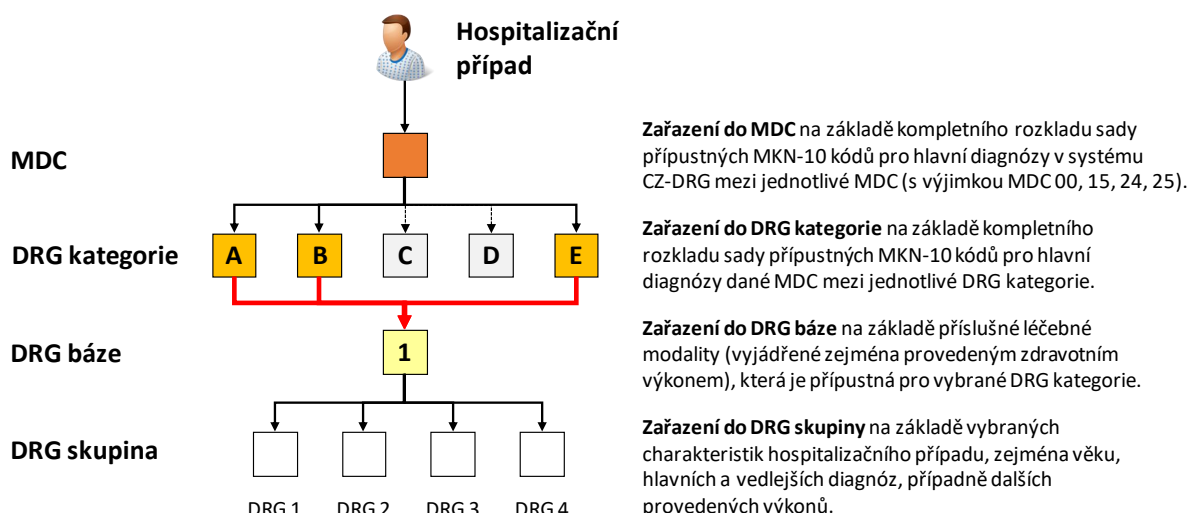 Hospitalizační
případ
MDC
Zařazení do MDC na základě kompletního rozkladu sady
přípustných MKN-10 kódů pro hlavní diagnózy v systému
CZ-DRG mezi jednotlivé MDC (s výjimkou MDC 00, 15, 24, 25).
DRG kategorie
A
B
C
D
E
Zařazení do DRG kategorie na základě kompletního
rozkladu sady přípustných MKN-10 kódů pro hlavní
diagnózy dané MDC mezi jednotlivé DRG kategorie.
DRG báze
1
Zařazení do DRG báze na základě příslušné léčebné
modality (vyjádřené zejména provedeným zdravotním
výkonem), která je přípustná pro vybrané DRG kategorie.
DRG skupina
Zařazení do DRG skupiny na základě vybraných
charakteristik hospitalizačního případu, zejména věku,
hlavních a vedlejších diagnóz, případně dalších
provedených výkonů.
DRG 1
DRG 2
DRG 3
DRG 4